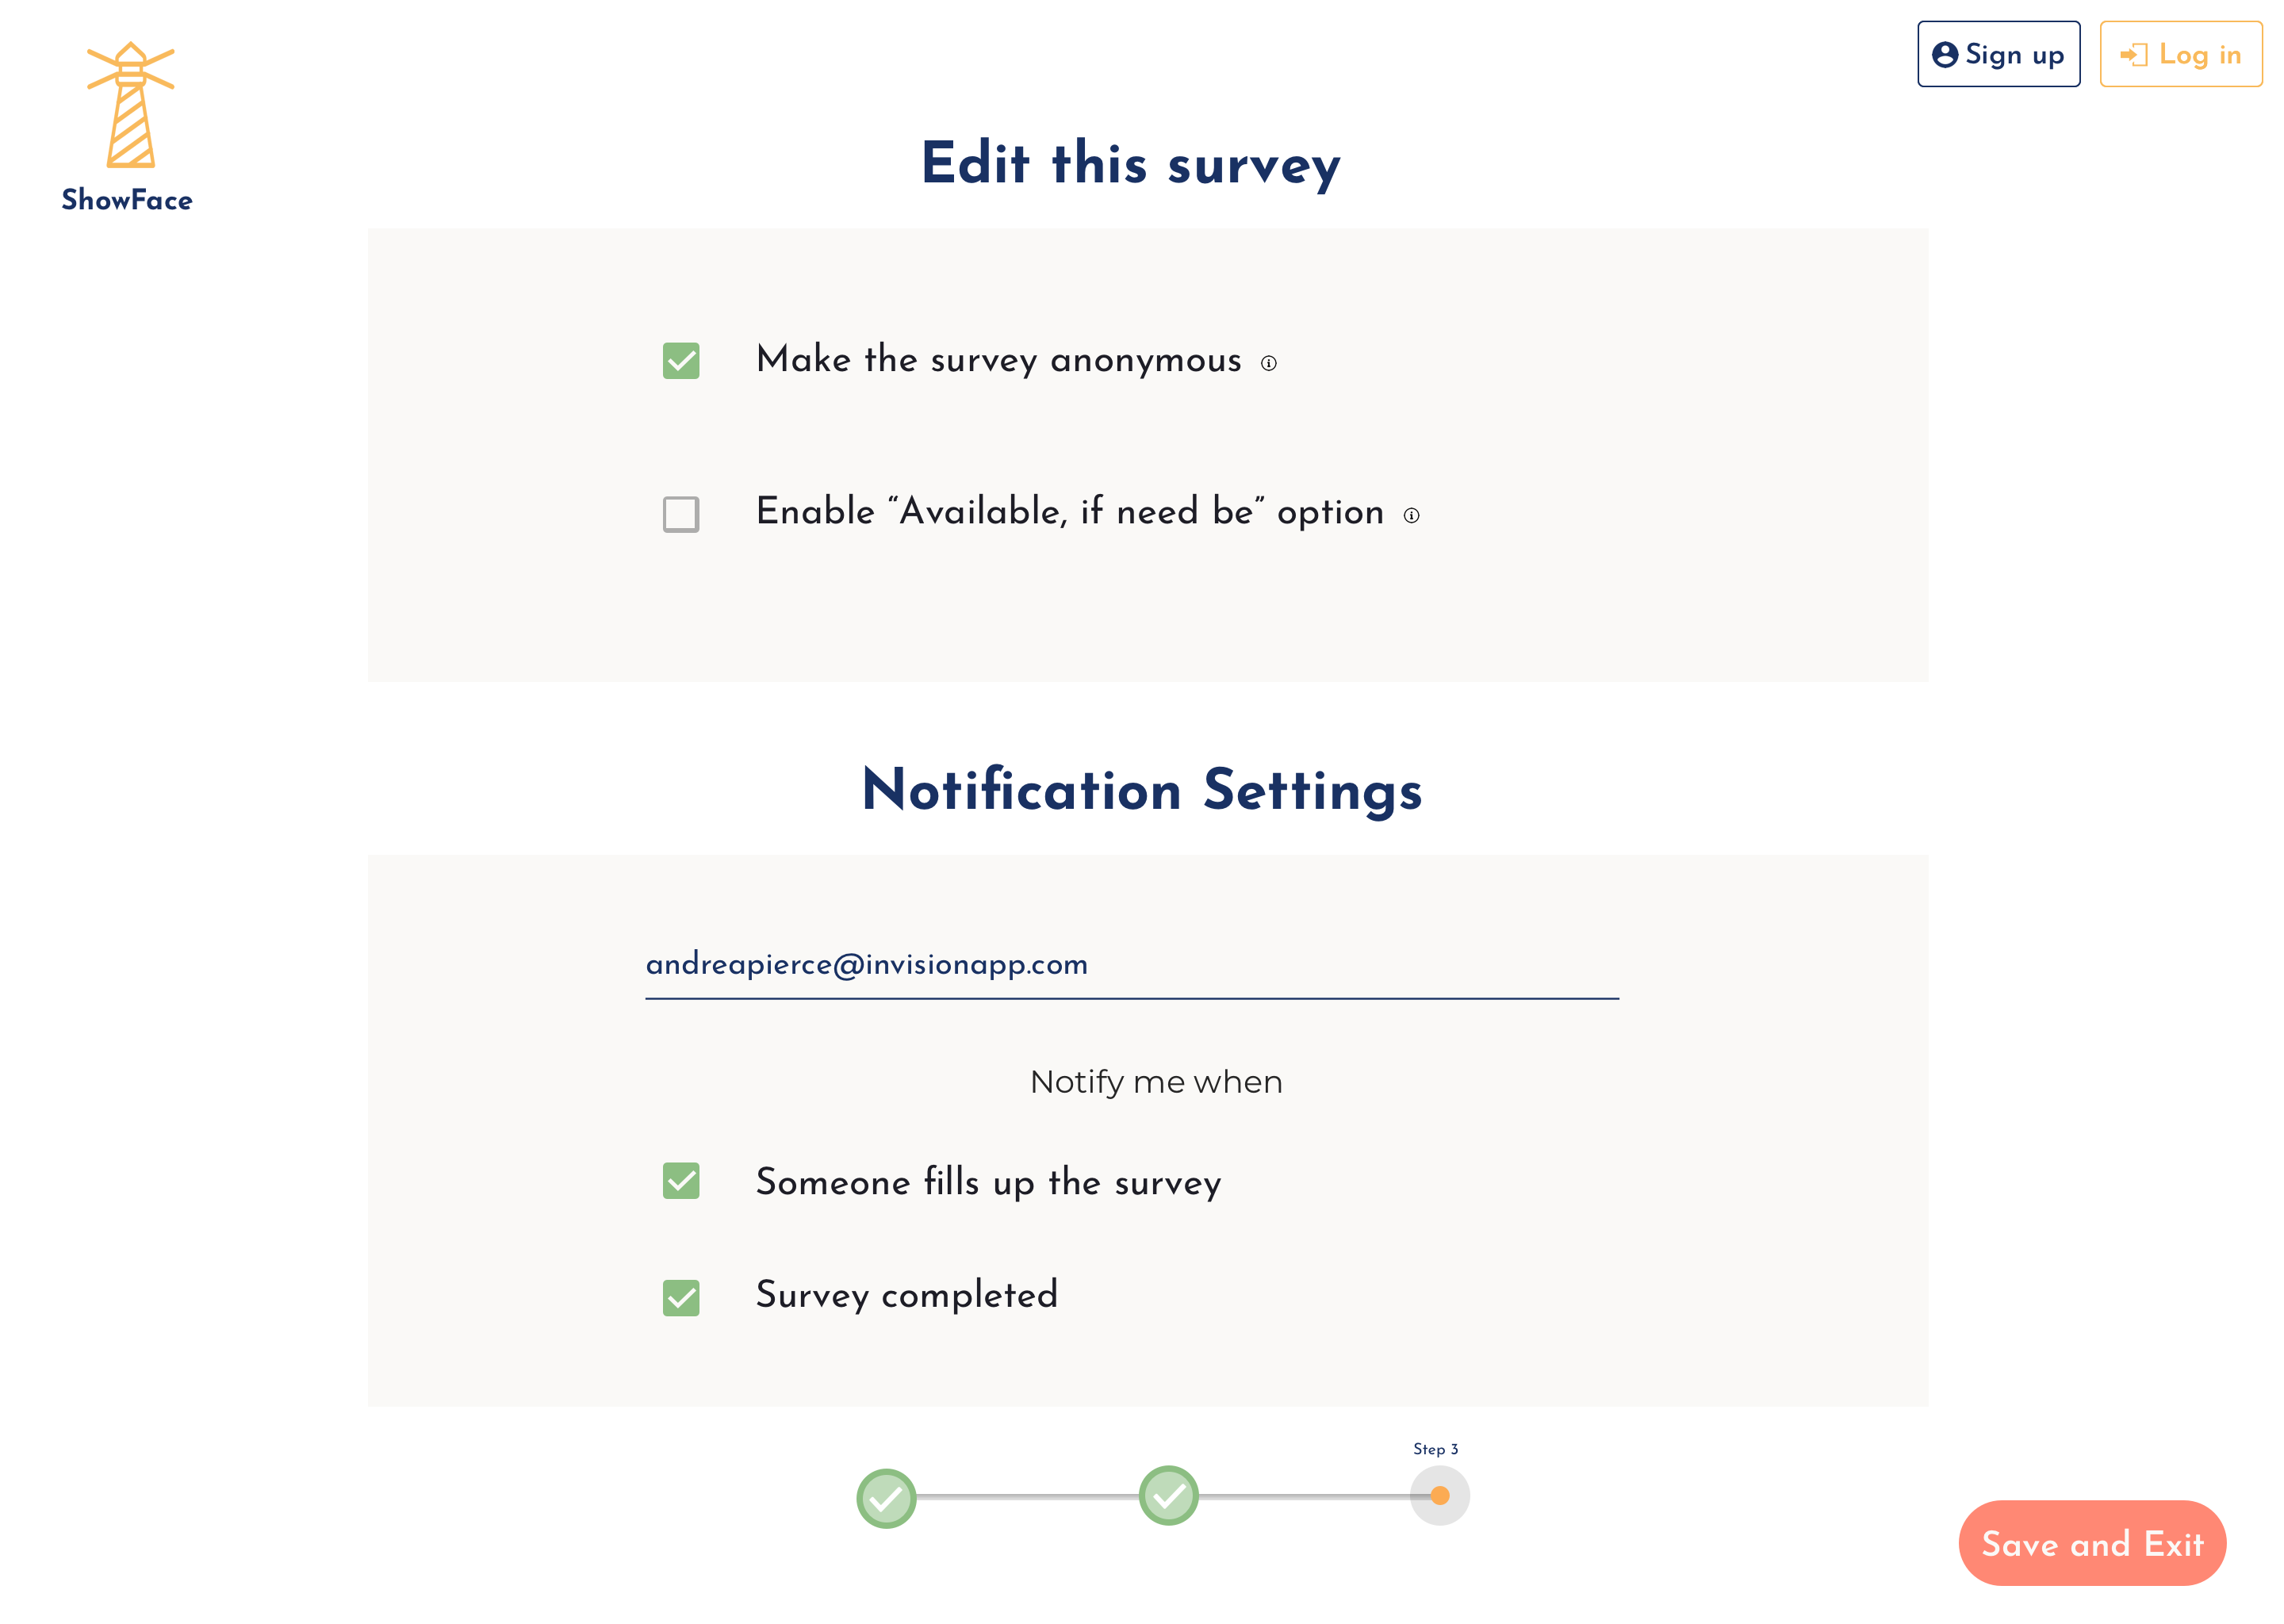 Sign up
Log in
ShowFace
Edit this survey
Make the survey anonymous
Enable “Available, if need be” option
Notification Settings
andreapierce@invisionapp.com
Notify me when
Someone fills up the survey
Survey completed
Step 3
Save and Exit